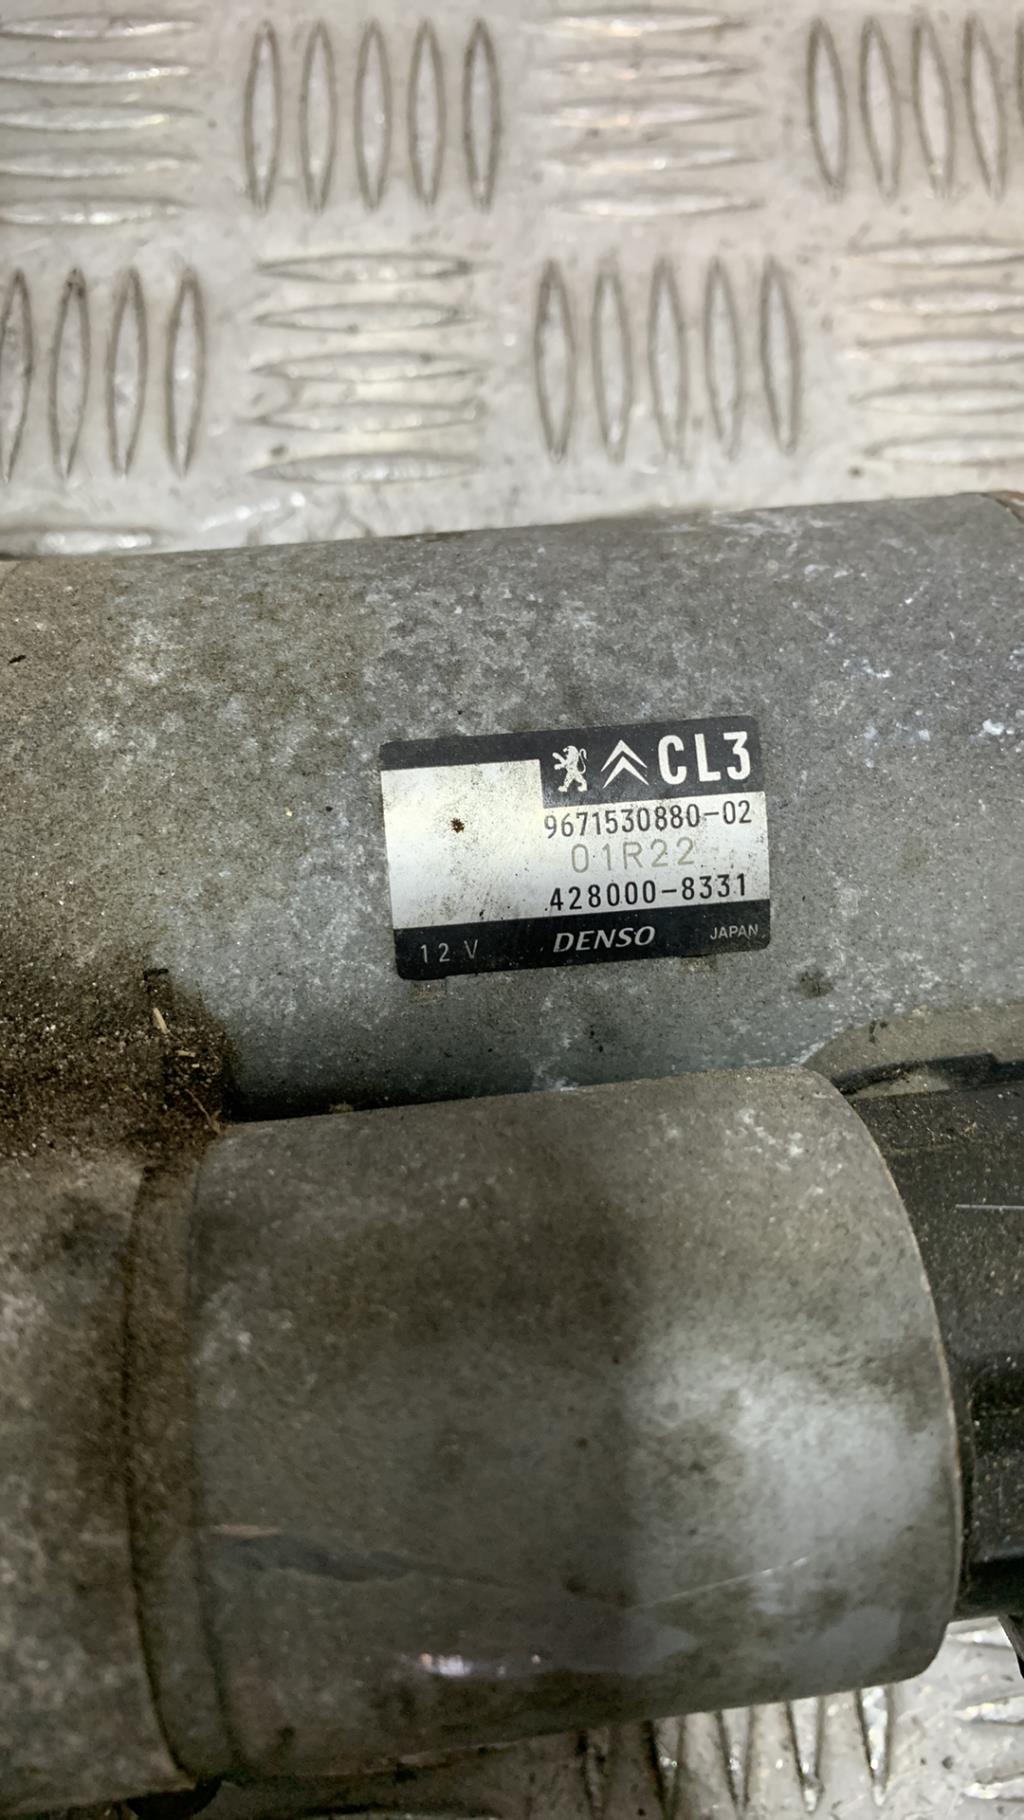 CL3
9671530880-02
01R22
428000-8331
12 V DENSO JAPAN